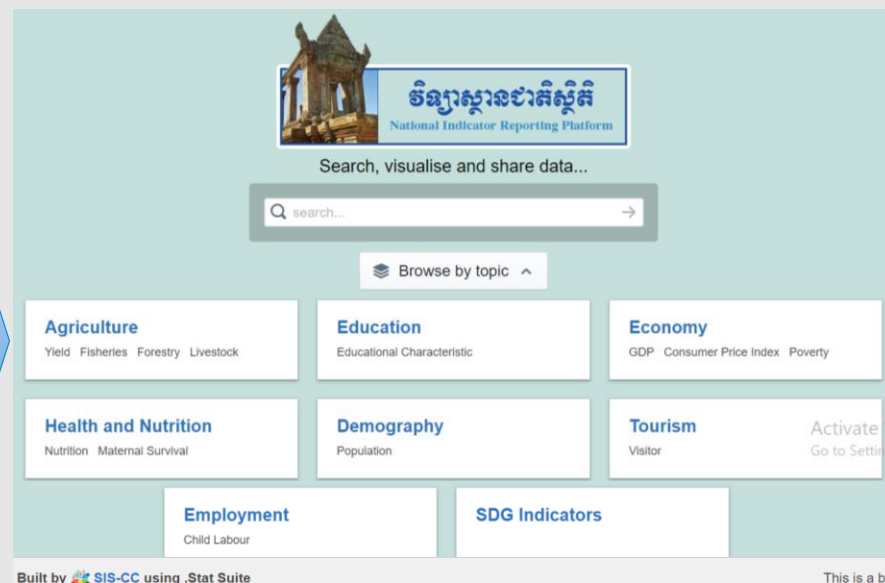 វិទ្យាស្ថានជាតិស្ថិតិ
National Indicator Reporting Platform
Search, visualise and share data...
search...
Browse by topic
Agriculture
Yield Fisheries Forestry Livestock
Education
Educational Characteristic
Economy
GDP Consumer Price Index Poverty
Health and Nutrition
Nutrition Maternal Survival
Demography
Population
Tourism
Visitor
Activate
Go to Settin
Employment
Child Labour
SDG Indicators
Built by SIS-CC using .Stat Suite
This is a b